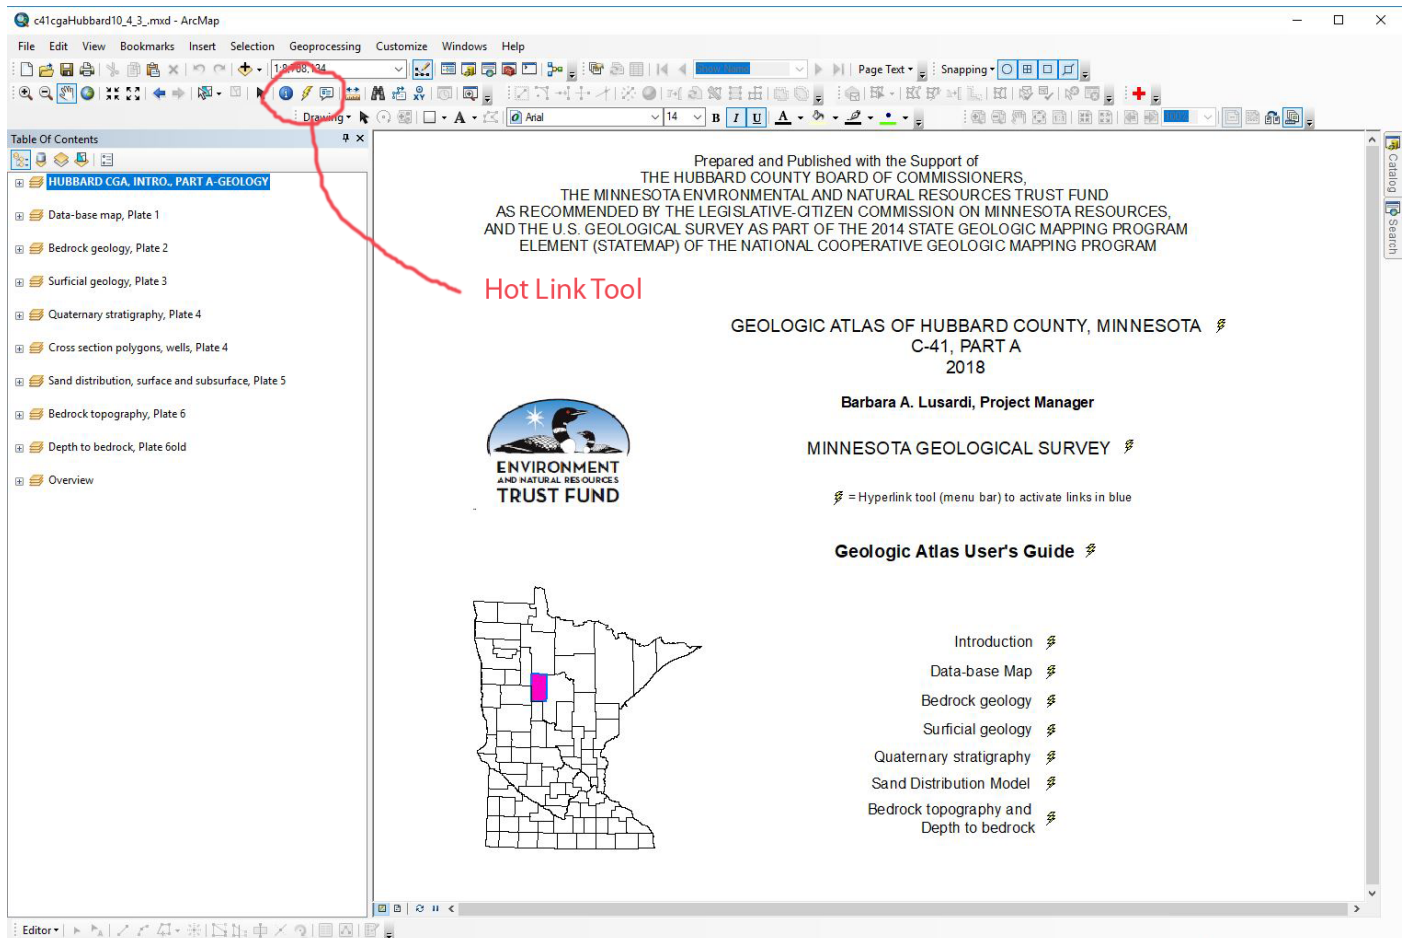 c41cgaHubbard10_4_3_.mxd - ArcMap
File Edit View Bookmarks Insert Selection Geoprocessing Customize Windows Help
Page Text
Snapping
Drawing
Arial
14
B I U A
Table Of Contents
HUBBARD CGA, INTRO., PART A-GEOLOGY
Data-base map, Plate 1
Bedrock geology, Plate 2
Surficial geology, Plate 3
Quaternary stratigraphy, Plate 4
Cross section polygons, wells, Plate 4
Sand distribution, surface and subsurface, Plate 5
Bedrock topography, Plate 6
Depth to bedrock, Plate 6old
Overview
Prepared and Published with the Support of
THE HUBBARD COUNTY BOARD OF COMMISSIONERS,
THE MINNESOTA ENVIRONMENTAL AND NATURAL RESOURCES TRUST FUND
AS RECOMMENDED BY THE LEGISLATIVE-CITIZEN COMMISSION ON MINNESOTA RESOURCES,
AND THE U.S. GEOLOGICAL SURVEY AS PART OF THE 2014 STATE GEOLOGIC MAPPING PROGRAM
ELEMENT (STATEMAP) OF THE NATIONAL COOPERATIVE GEOLOGIC MAPPING PROGRAM
Hot Link Tool
GEOLOGIC ATLAS OF HUBBARD COUNTY, MINNESOTA
C-41, PART A
2018
Barbara A. Lusardi, Project Manager
MINNESOTA GEOLOGICAL SURVEY
ENVIRONMENT
AND NATURAL RESOURCES
TRUST FUND
= Hyperlink tool (menu bar) to activate links in blue
Geologic Atlas User's Guide
Introduction
Data-base Map
Bedrock geology
Surficial geology
Quaternary stratigraphy
Sand Distribution Model
Bedrock topography and
Depth to bedrock
Catalog
Search
Editor